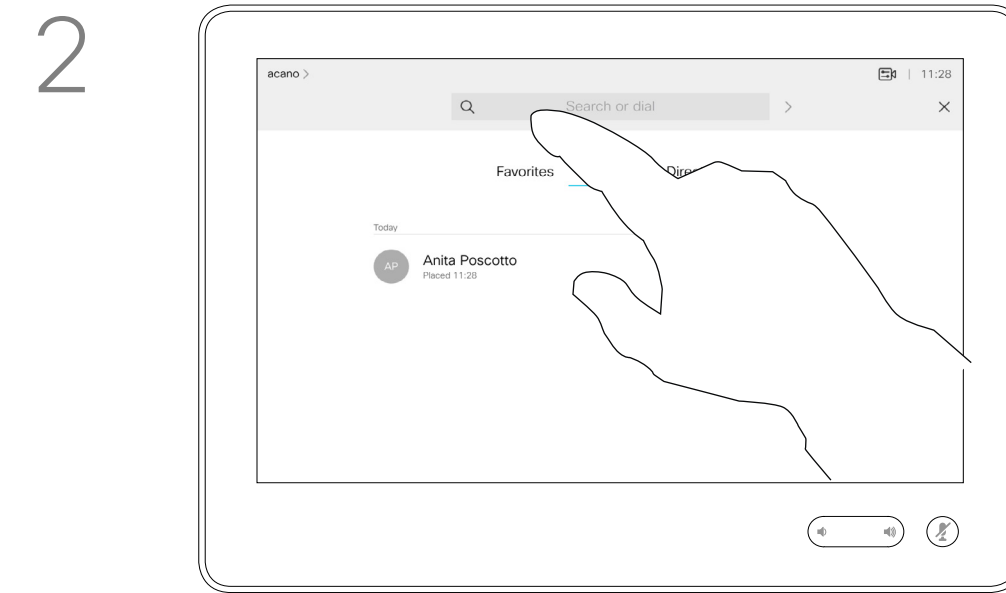 2
acano >
11:28
Search or dial
Favorites
Today
AP
Anita Poscotto
Placed 11:28